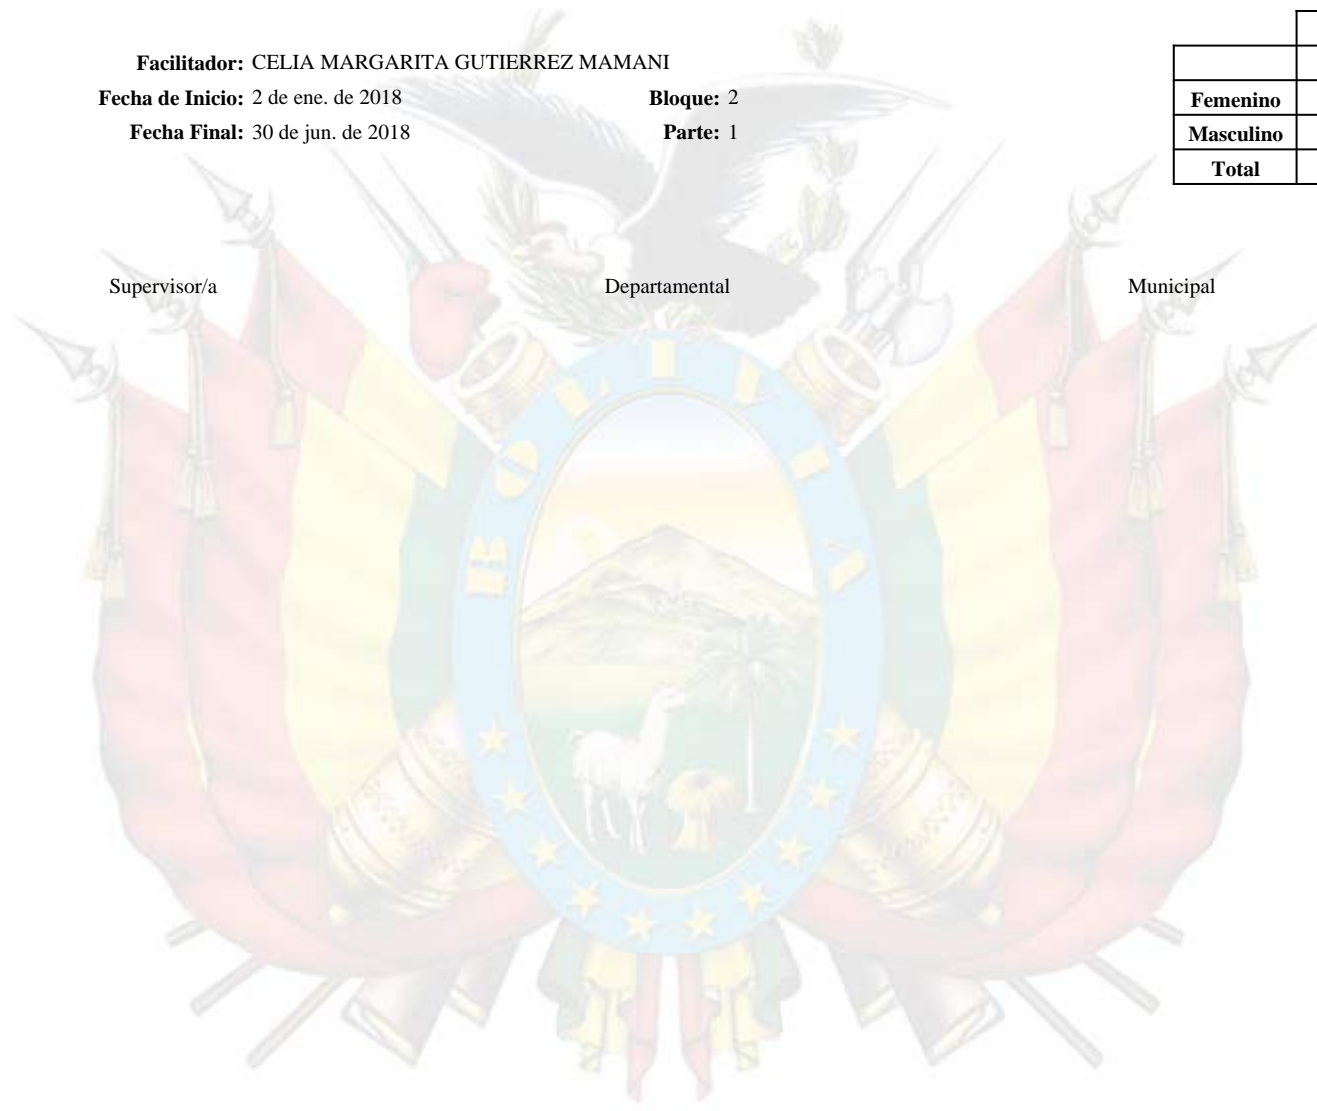 Facilitador: CELIA MARGARITA GUTIERREZ MAMANI
Fecha de Inicio: 2 de ene. de 2018 Bloque: 2
Fecha Final: 30 de jun. de 2018 Parte: 1
Femenino
Masculino
Total
Supervisor/a Departamental Municipal
BOLIVIA